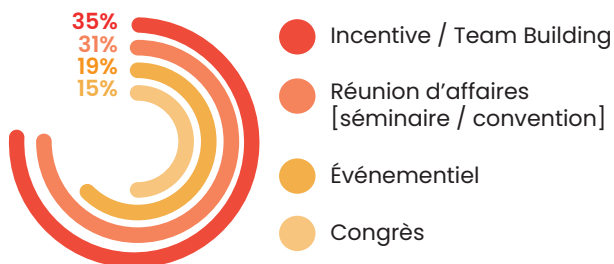 35%
31%
19%
15%
Incentive / Team Building
Réunion d’affaires
[séminaire / convention]
Événementiel
Congrès